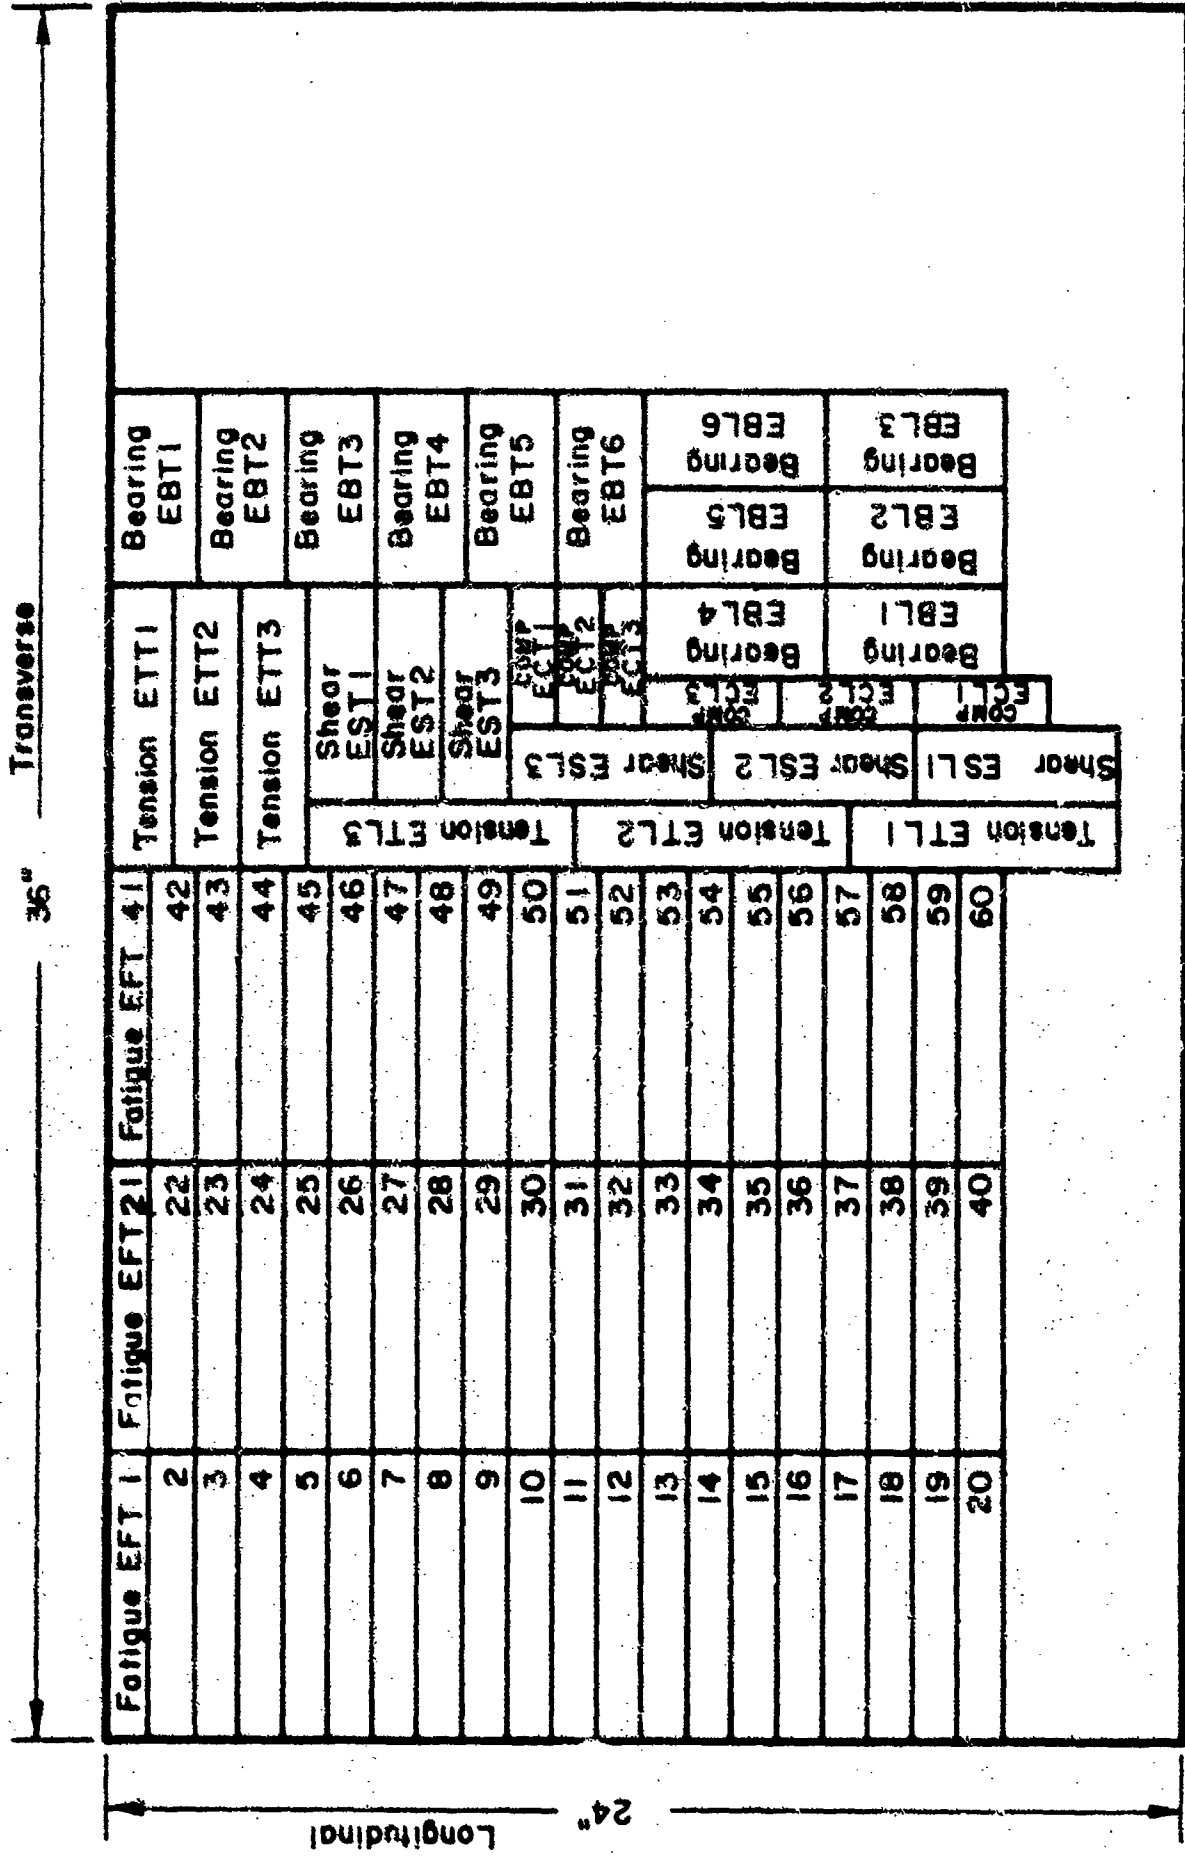 Transverse
36"
Longitudinal
24"
Fatigue EFT 1
2
3
4
5
6
7
8
9
10
11
12
13
14
15
16
17
18
19
20
Fatigue EFT 21
22
23
24
25
26
27
28
29
30
31
32
33
34
35
36
37
38
39
40
Fatigue EFT 41
42
43
44
45
46
47
48
49
50
51
52
53
54
55
56
57
58
59
60
Tension ETT1
Tension ETT2
Tension ETT3
Tension ETL3
Tension ETL2
Tension ETL1
Shear
EST1
Shear
EST2
Shear
EST3
Shear ESL3
Shear ESL2
Shear ESL1
COMP
ECT1
COMP
ECT2
COMP
ECT3
COMP
ECL3
COMP
ECL2
COMP
ECL1
Bearing
EBT1
Bearing
EBT2
Bearing
EBT3
Bearing
EBT4
Bearing
EBT5
Bearing
EBT6
Bearing
EBL4
Bearing
EBL1
Bearing
EBL5
Bearing
EBL2
Bearing
EBL6
Bearing
EBL3